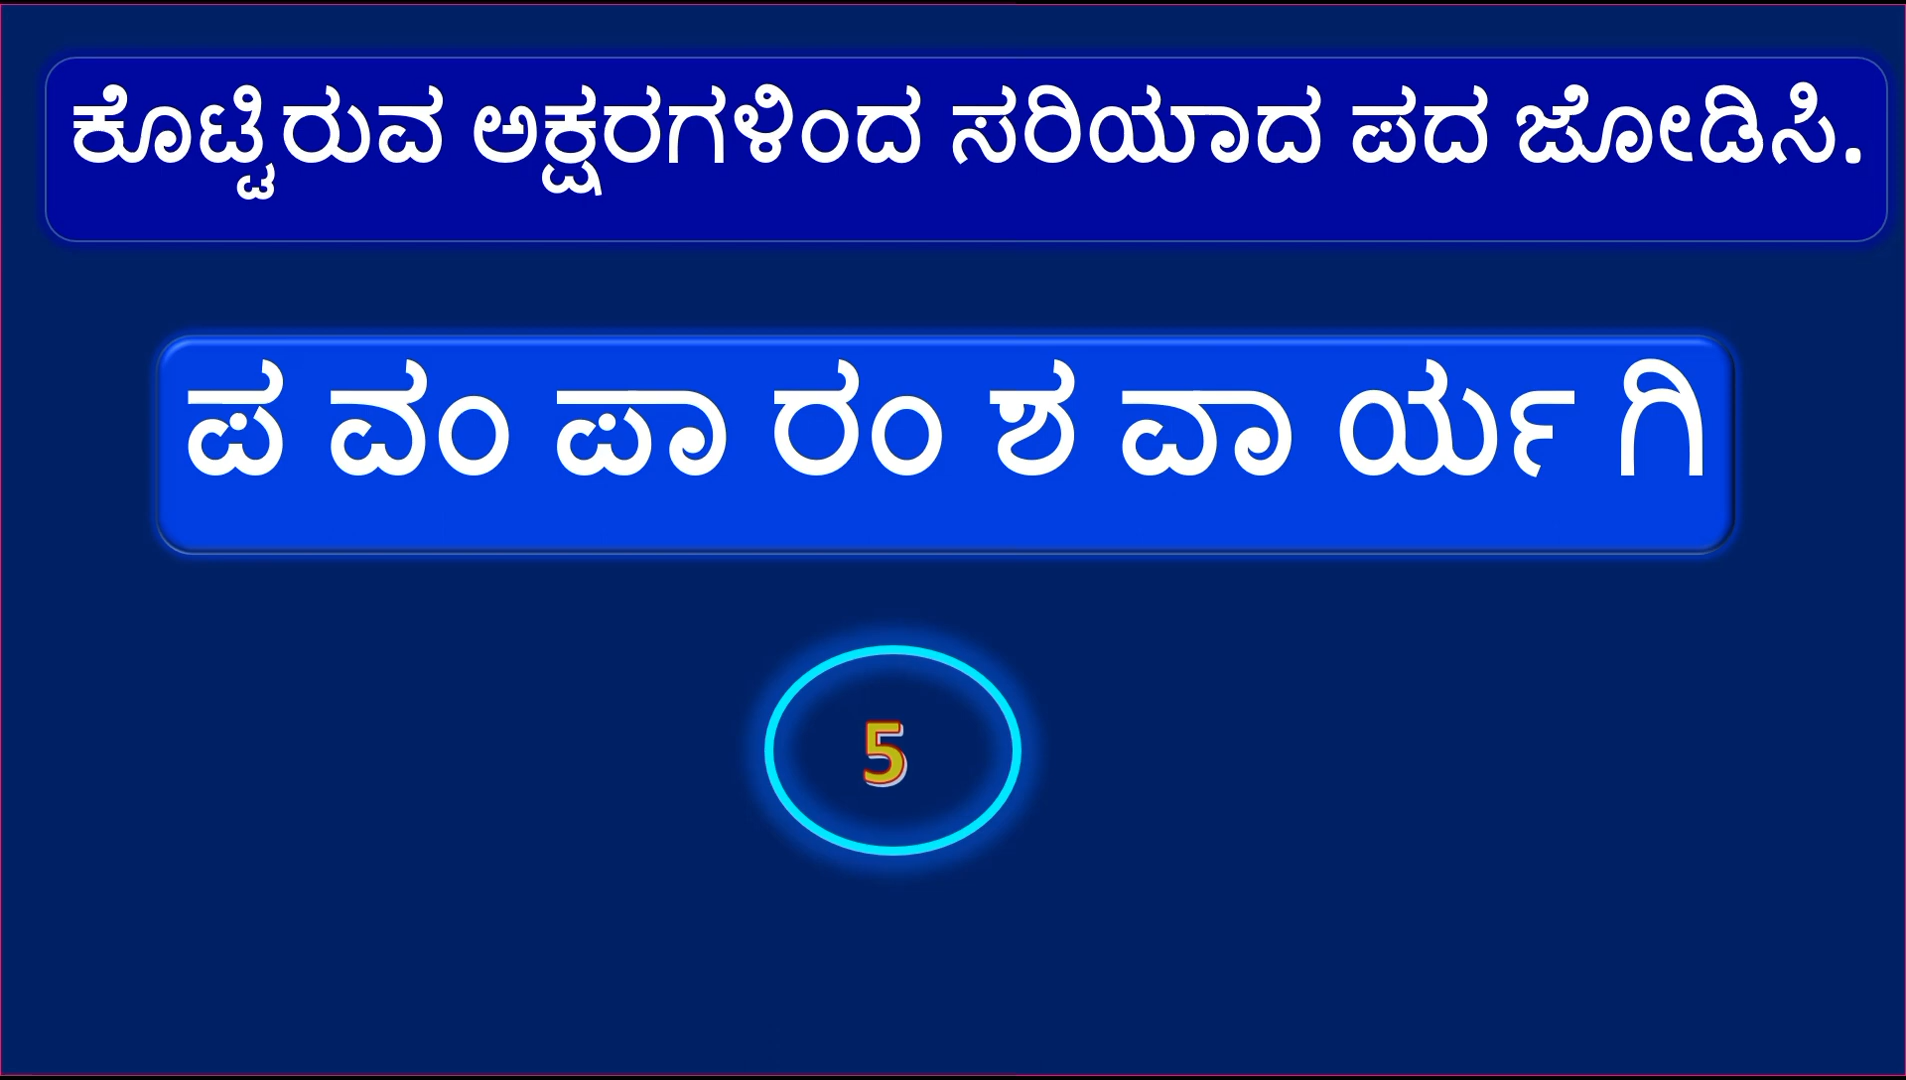 ಕೊಟ್ಟಿರುವ ಅಕ್ಷರಗಳಿಂದ ಸರಿಯಾದ ಪದ ಜೋಡಿಸಿ.
ಪ ವಂ ಪಾ ರಂ ಶ ವಾ ರ್ಯ ಗಿ
5